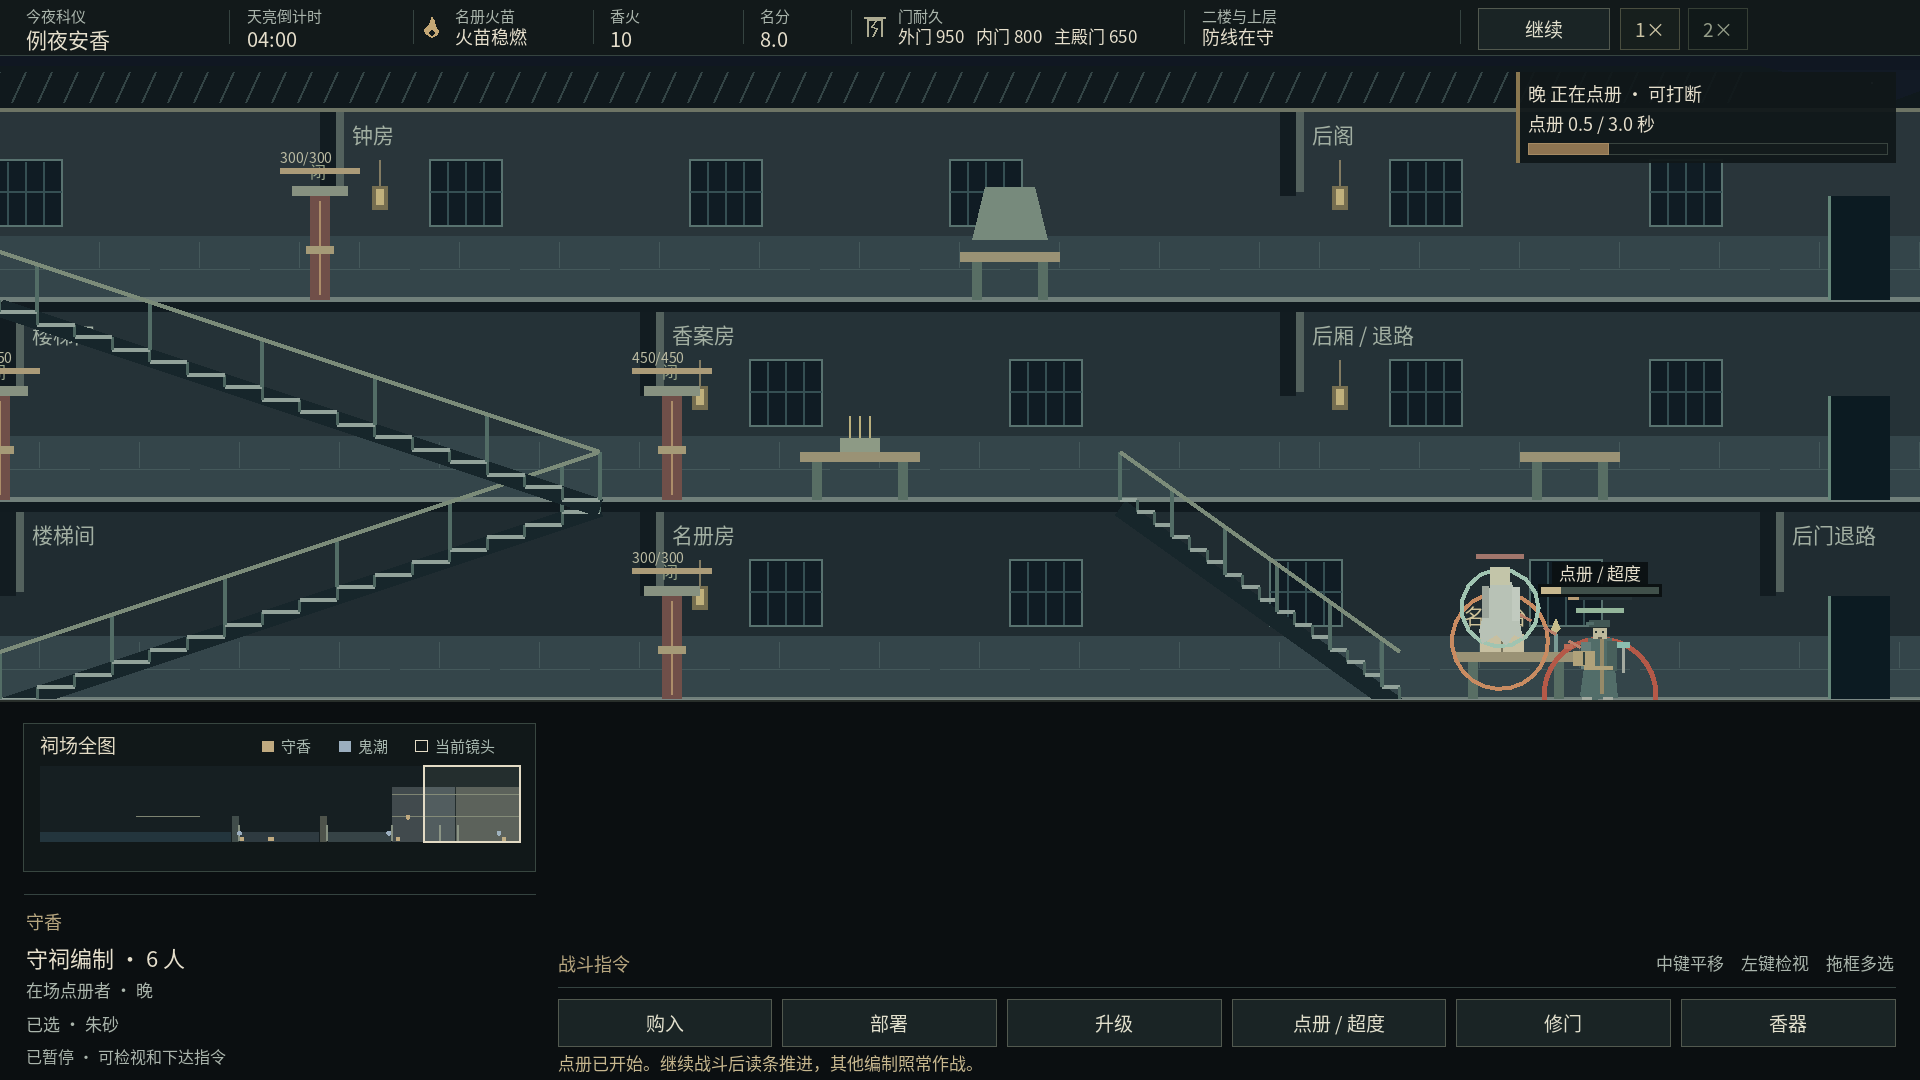 今夜科仪
例夜安香
天亮倒计时
04:00
名册火苗
火苗稳燃
香火
10
名分
8.0
门耐久
外门 950 内门 800 主殿门 650
二楼与上层
防线在守
继续
1×
2×
晚 正在点册 · 可打断
点册 0.5 / 3.0 秒
钟房
300/300
闭
后阁
香案房
450/450
闭
后厢 / 退路
楼梯间
名册房
300/300
闭
后门退路
点册 / 超度
名
祠场全图
守香
鬼潮
当前镜头
守香
守祠编制 · 6 人
在场点册者 · 晚
已选 · 朱砂
已暂停 · 可检视和下达指令
战斗指令
中键平移 左键检视 拖框多选
购入
部署
升级
点册 / 超度
修门
香器
点册已开始。继续战斗后读条推进，其他编制照常作战。